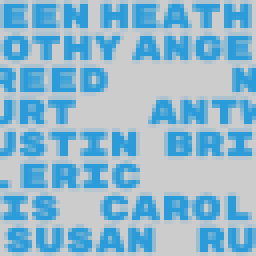 EEN HEATH
OTHY ANGE
REED N
URT ANTW
USTIN BRI
. ERIC
IS CAROL
SUSAN RU